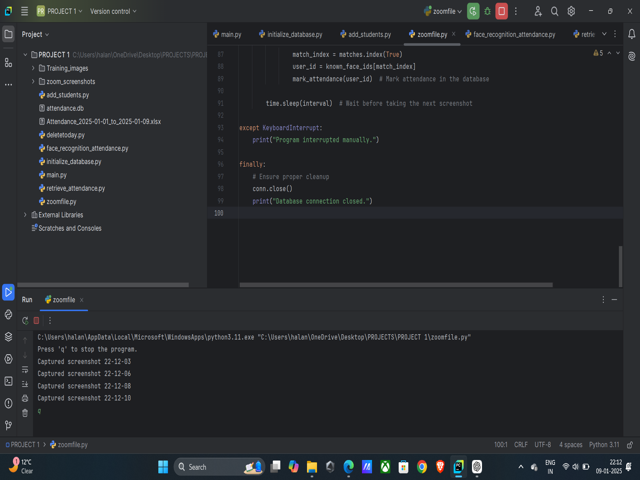 PR PROJECT 1 Version control zoomfile
Project
main.py initialize_database.py add_students.py zoomfile.py face_recognition_attendance.py retrie
PROJECT 1 C:\Users\halan\OneDrive\Desktop\PROJECTS\PROJ
Training_images
zoom_screenshots
add_students.py
attendance.db
Attendance_2025-01-01_to_2025-01-09.xlsx
deletetoday.py
face_recognition_attendance.py
initialize_database.py
main.py
retrieve_attendance.py
zoomfile.py
External Libraries
Scratches and Consoles
5
87 match_index = matches.index(True)
88 user_id = known_face_ids[match_index]
89 mark_attendance(user_id) # Mark attendance in the database
90
91 time.sleep(interval) # Wait before taking the next screenshot
92
93 except KeyboardInterrupt:
94 print("Program interrupted manually.")
95
96 finally:
97 # Ensure proper cleanup
98 conn.close()
99 print("Database connection closed.")
100
Run zoomfile
C:\Users\halan\AppData\Local\Microsoft\WindowsApps\python3.11.exe "C:\Users\halan\OneDrive\Desktop\PROJECTS\PROJECT 1\zoomfile.py"
Press 'q' to stop the program.
Captured screenshot 22-12-03
Captured screenshot 22-12-06
Captured screenshot 22-12-08
Captured screenshot 22-12-10
q
PROJECT 1 > zoomfile.py 100:1 CRLF UTF-8 4 spaces Python 3.11
12°C
Clear
Search
ENG
IN
22:12
09-01-2025